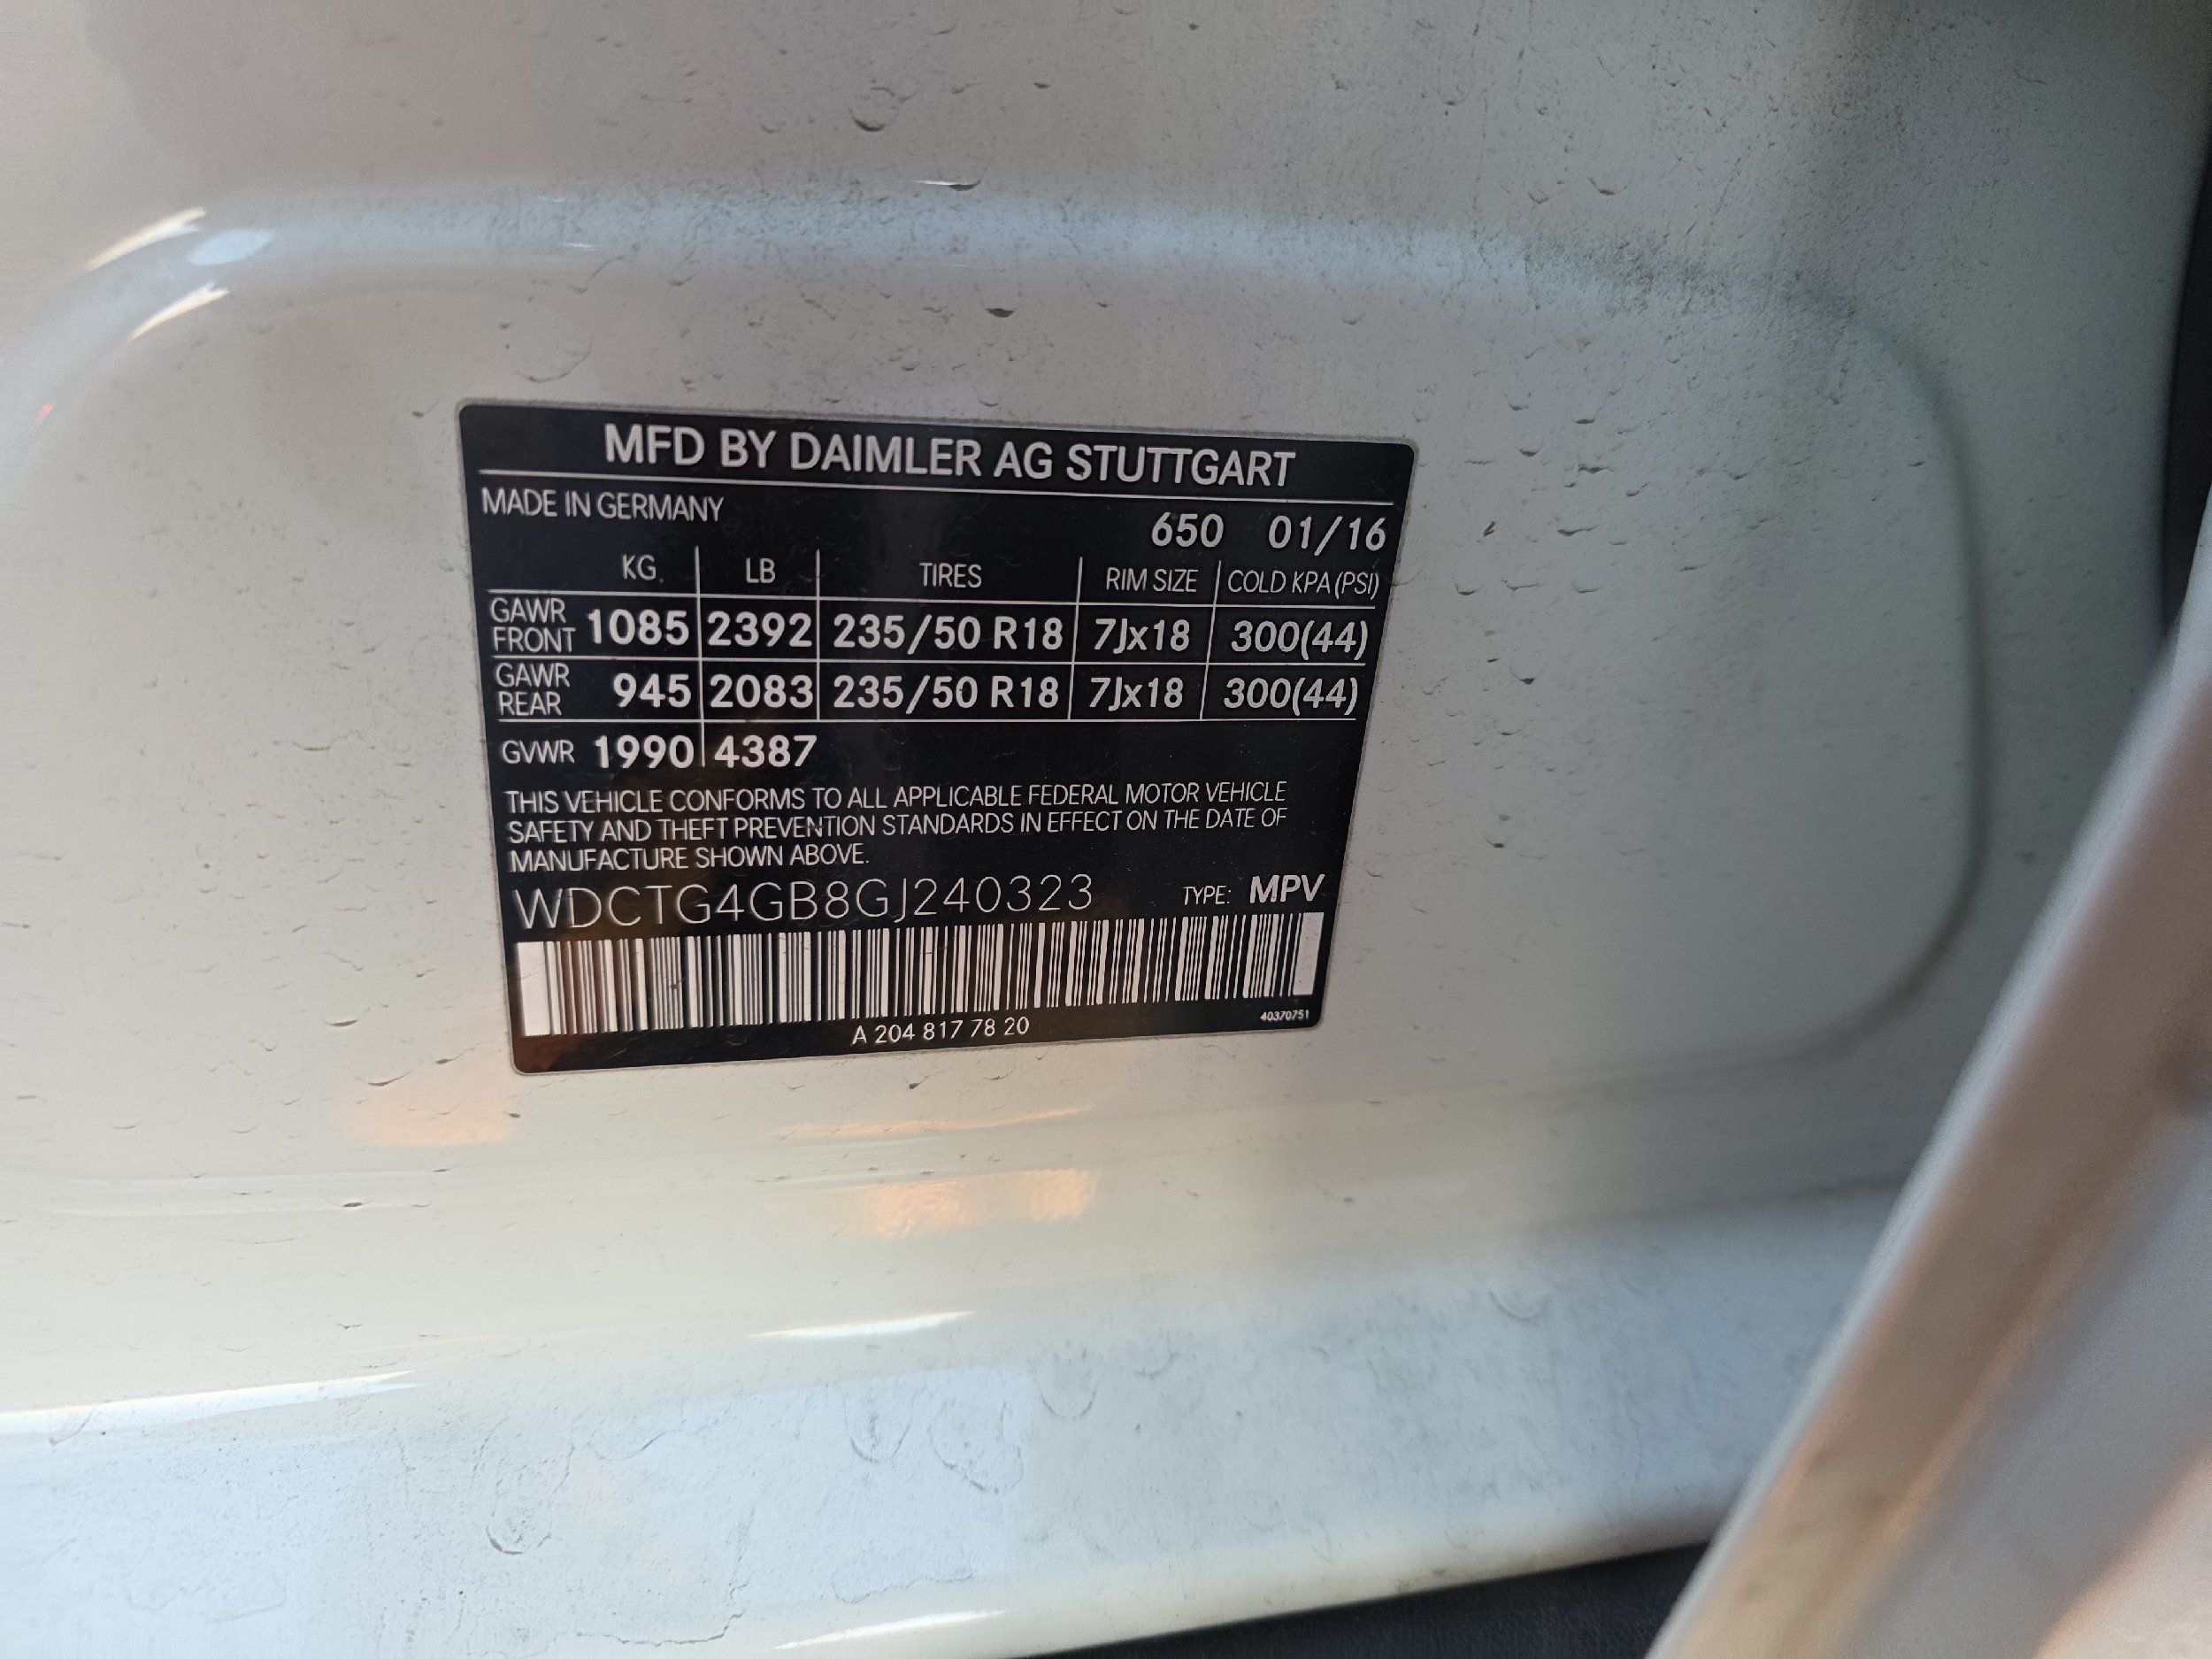 MFD BY DAIMLER AG STUTTGART
MADE IN GERMANY
650 01/16
KG. LB TIRES RIM SIZE COLD KPA (PSI)
GAWR FRONT 1085 2392 235/50 R18 7Jx18 300(44)
GAWR REAR 945 2083 235/50 R18 7Jx18 300(44)
GVWR 1990 4387
THIS VEHICLE CONFORMS TO ALL APPLICABLE FEDERAL MOTOR VEHICLE
SAFETY AND THEFT PREVENTION STANDARDS IN EFFECT ON THE DATE OF
MANUFACTURE SHOWN ABOVE.
WDCTG4GB8GJ240323 TYPE: MPV
A 204 817 78 20
40370751